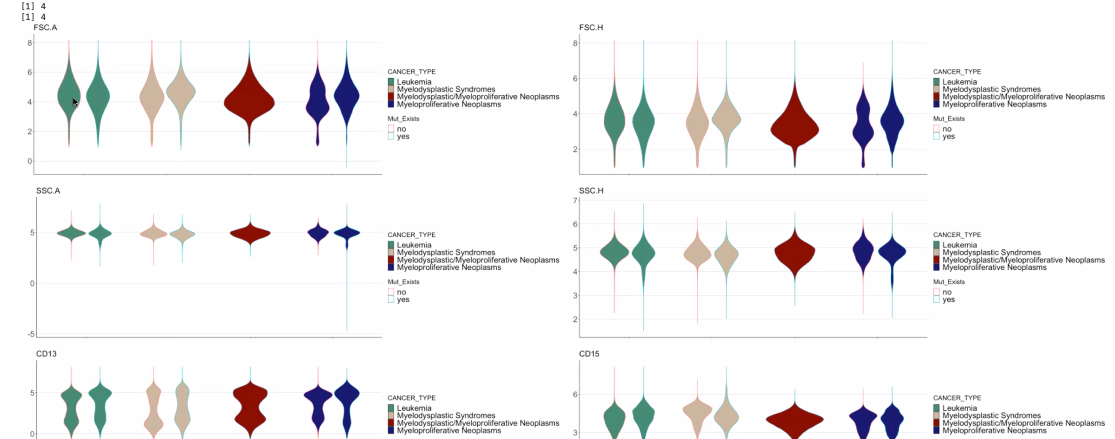 [1] 4
[1] 4
FSC.A
8
6
4
2
0
CANCER_TYPE
Leukemia
Myelodysplastic Syndromes
Myelodysplastic/Myeloproliferative Neoplasms
Myeloproliferative Neoplasms
Mut_Exists
no
yes
FSC.H
8
6
4
2
CANCER_TYPE
Leukemia
Myelodysplastic Syndromes
Myelodysplastic/Myeloproliferative Neoplasms
Myeloproliferative Neoplasms
Mut_Exists
no
yes
SSC.A
5
0
-5
CANCER_TYPE
Leukemia
Myelodysplastic Syndromes
Myelodysplastic/Myeloproliferative Neoplasms
Myeloproliferative Neoplasms
Mut_Exists
no
yes
SSC.H
7
6
5
4
3
2
CANCER_TYPE
Leukemia
Myelodysplastic Syndromes
Myelodysplastic/Myeloproliferative Neoplasms
Myeloproliferative Neoplasms
Mut_Exists
no
yes
CD13
5
0
CANCER_TYPE
Leukemia
Myelodysplastic Syndromes
Myelodysplastic/Myeloproliferative Neoplasms
Myeloproliferative Neoplasms
CD15
6
3
CANCER_TYPE
Leukemia
Myelodysplastic Syndromes
Myelodysplastic/Myeloproliferative Neoplasms
Myeloproliferative Neoplasms